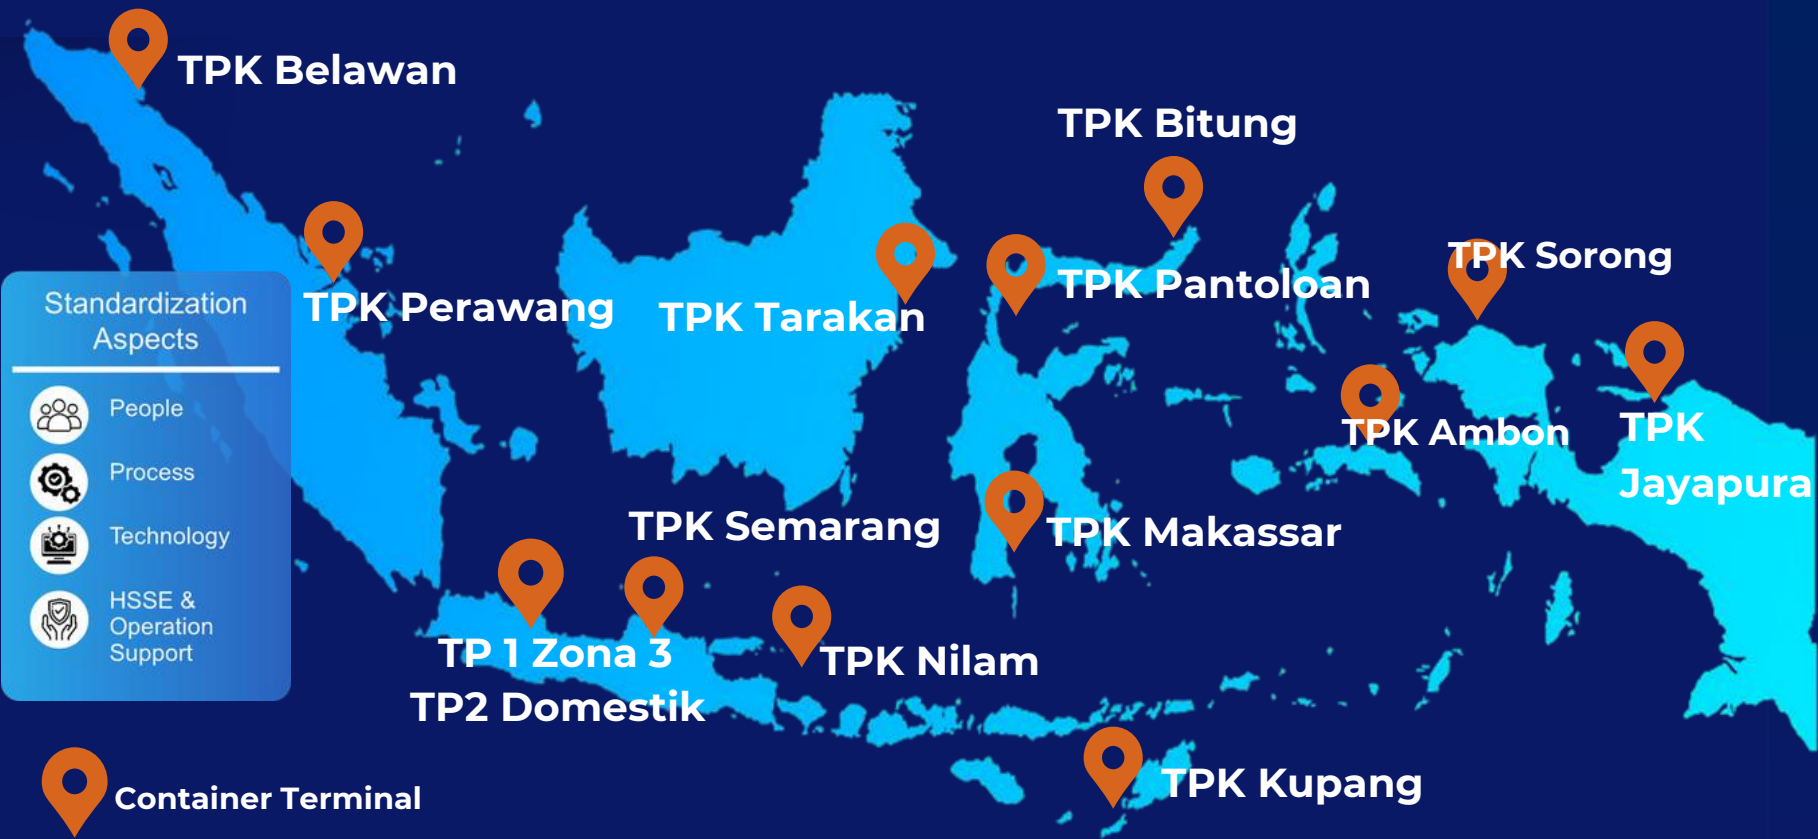 TPK Belawan
TPK Bitung
TPK Sorong
TPK Pantoloan
TPK Perawang
TPK Tarakan
Standardization
Aspects
People
Process
Technology
HSSE &
Operation
Support
TPK Ambon
TPK
Jayapura
TPK Semarang
TPK Makassar
TP 1 Zona 3
TP2 Domestik
TPK Nilam
TPK Kupang
Container Terminal